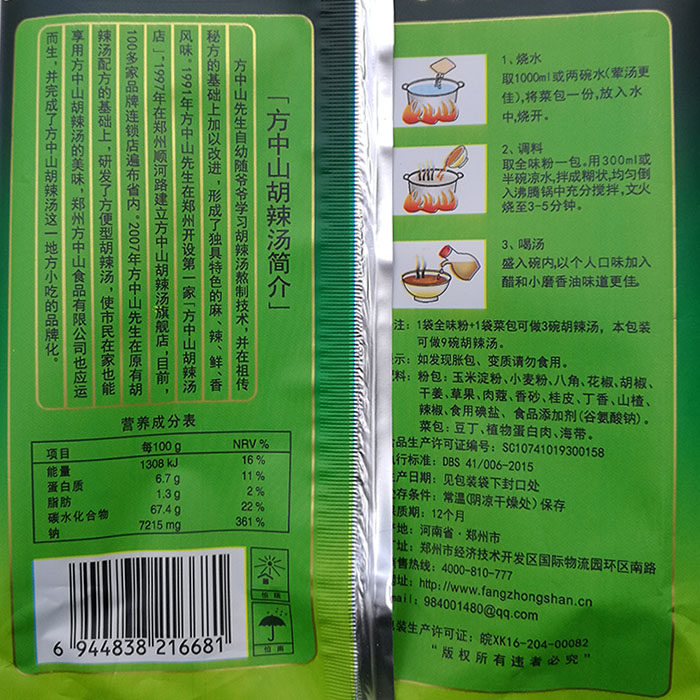 「方中山胡辣汤简介」
方中山先生自幼随爷爷学习胡辣汤熬制技术，并在祖传
秘方的基础上加以改进，形成了独具特色的麻、辣、鲜、香
风味。1991年方中山先生在郑州开设第一家「方中山胡辣汤
店」，1997年在郑州顺河路建立方中山胡辣汤旗舰店，目前，
100多家品牌连锁店遍布省内。2007年方中山先生在原有胡
辣汤配方的基础上，研发了方便型胡辣汤，使市民在家也能
享用方中山胡辣汤的美味，郑州方中山食品有限公司也应运
而生，并完成了方中山胡辣汤这一地方小吃的品牌化。
营养成分表
项目 每100 g NRV %
能量 1308 kJ 16 %
蛋白质 6.7 g 11 %
脂肪 1.3 g 2 %
碳水化合物 67.4 g 22 %
钠 7215 mg 361 %
6 944838 216681
怕晒
怕雨
1、烧水
取1000ml或两碗水(荤汤更
佳)，将菜包一份，放入水
中，烧开。
2、调料
取全味粉一包。用300ml或
半碗凉水，拌成糊状，均匀倒
入沸腾锅中充分搅拌，文火
烧至3-5分钟。
3、喝汤
盛入碗内，以个人口味加入
醋和小磨香油味道更佳。
注：1袋全味粉+1袋菜包可做3碗胡辣汤，本包装
可做9碗胡辣汤。
示：如发现胀包、变质请勿食用。
料：粉包：玉米淀粉、小麦粉、八角、花椒、胡椒、
干姜、草果、肉蔻、香砂、桂皮、丁香、山楂、
辣椒、食用碘盐、食品添加剂(谷氨酸钠)。
菜包：豆丁、植物蛋白肉、海带。
食品生产许可证编号：SC10741019300158
执行标准：DBS 41/006-2015
生产日期：见包装袋下封口处
贮存条件：常温(阴凉干燥处)保存
保质期：12个月
产地：河南省·郑州市
地址：郑州市经济技术开发区国际物流园环区南路
销售热线：4000-810-777
网址：http://www.fangzhongshan.cn
mail：984001480@qq.com
包装生产许可证：皖XK16-204-00082
"版权所有违者必究"